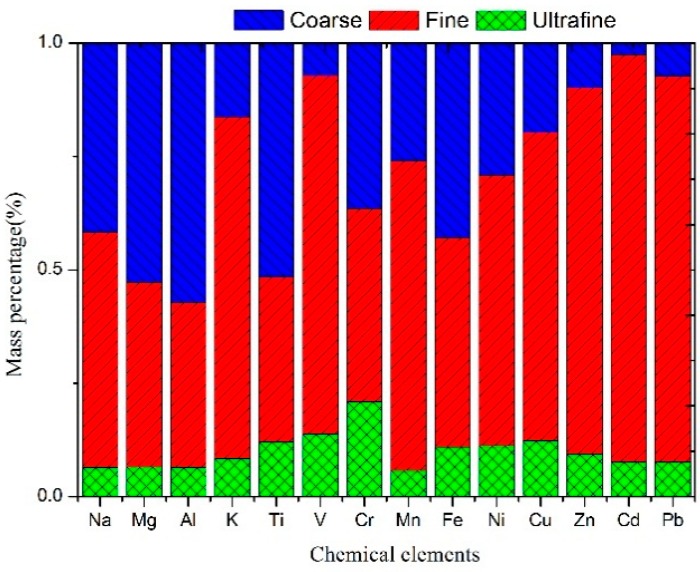 Coarse Fine Ultrafine
1.0
0.5
0.0
Mass percentage(%)
Na Mg Al K Ti V Cr Mn Fe Ni Cu Zn Cd Pb
Chemical elements